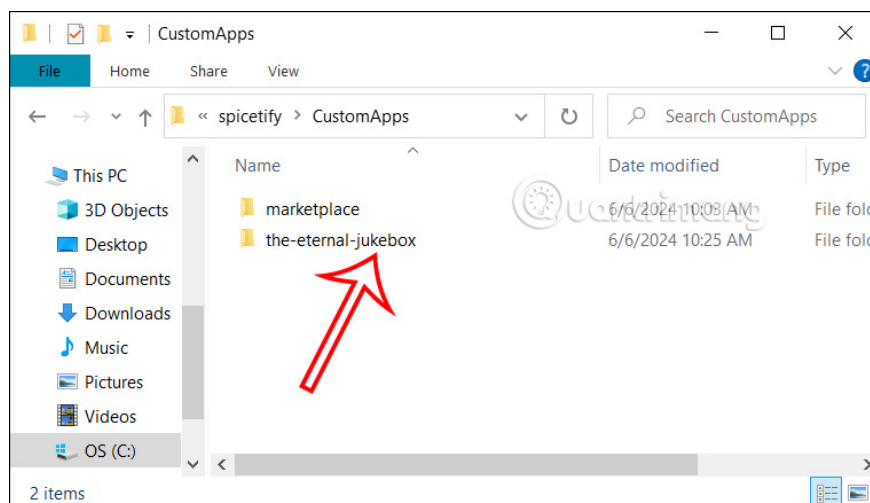 CustomApps
File Home Share View
« spicetify > CustomApps Search CustomApps
Name Date modified Type
This PC
3D Objects
Desktop
Documents
Downloads
Music
Pictures
Videos
OS (C:)
marketplace 6/6/2024 10:03 AM File fold
the-eternal-jukebox 6/6/2024 10:25 AM File fold
Quantrimang
2 items